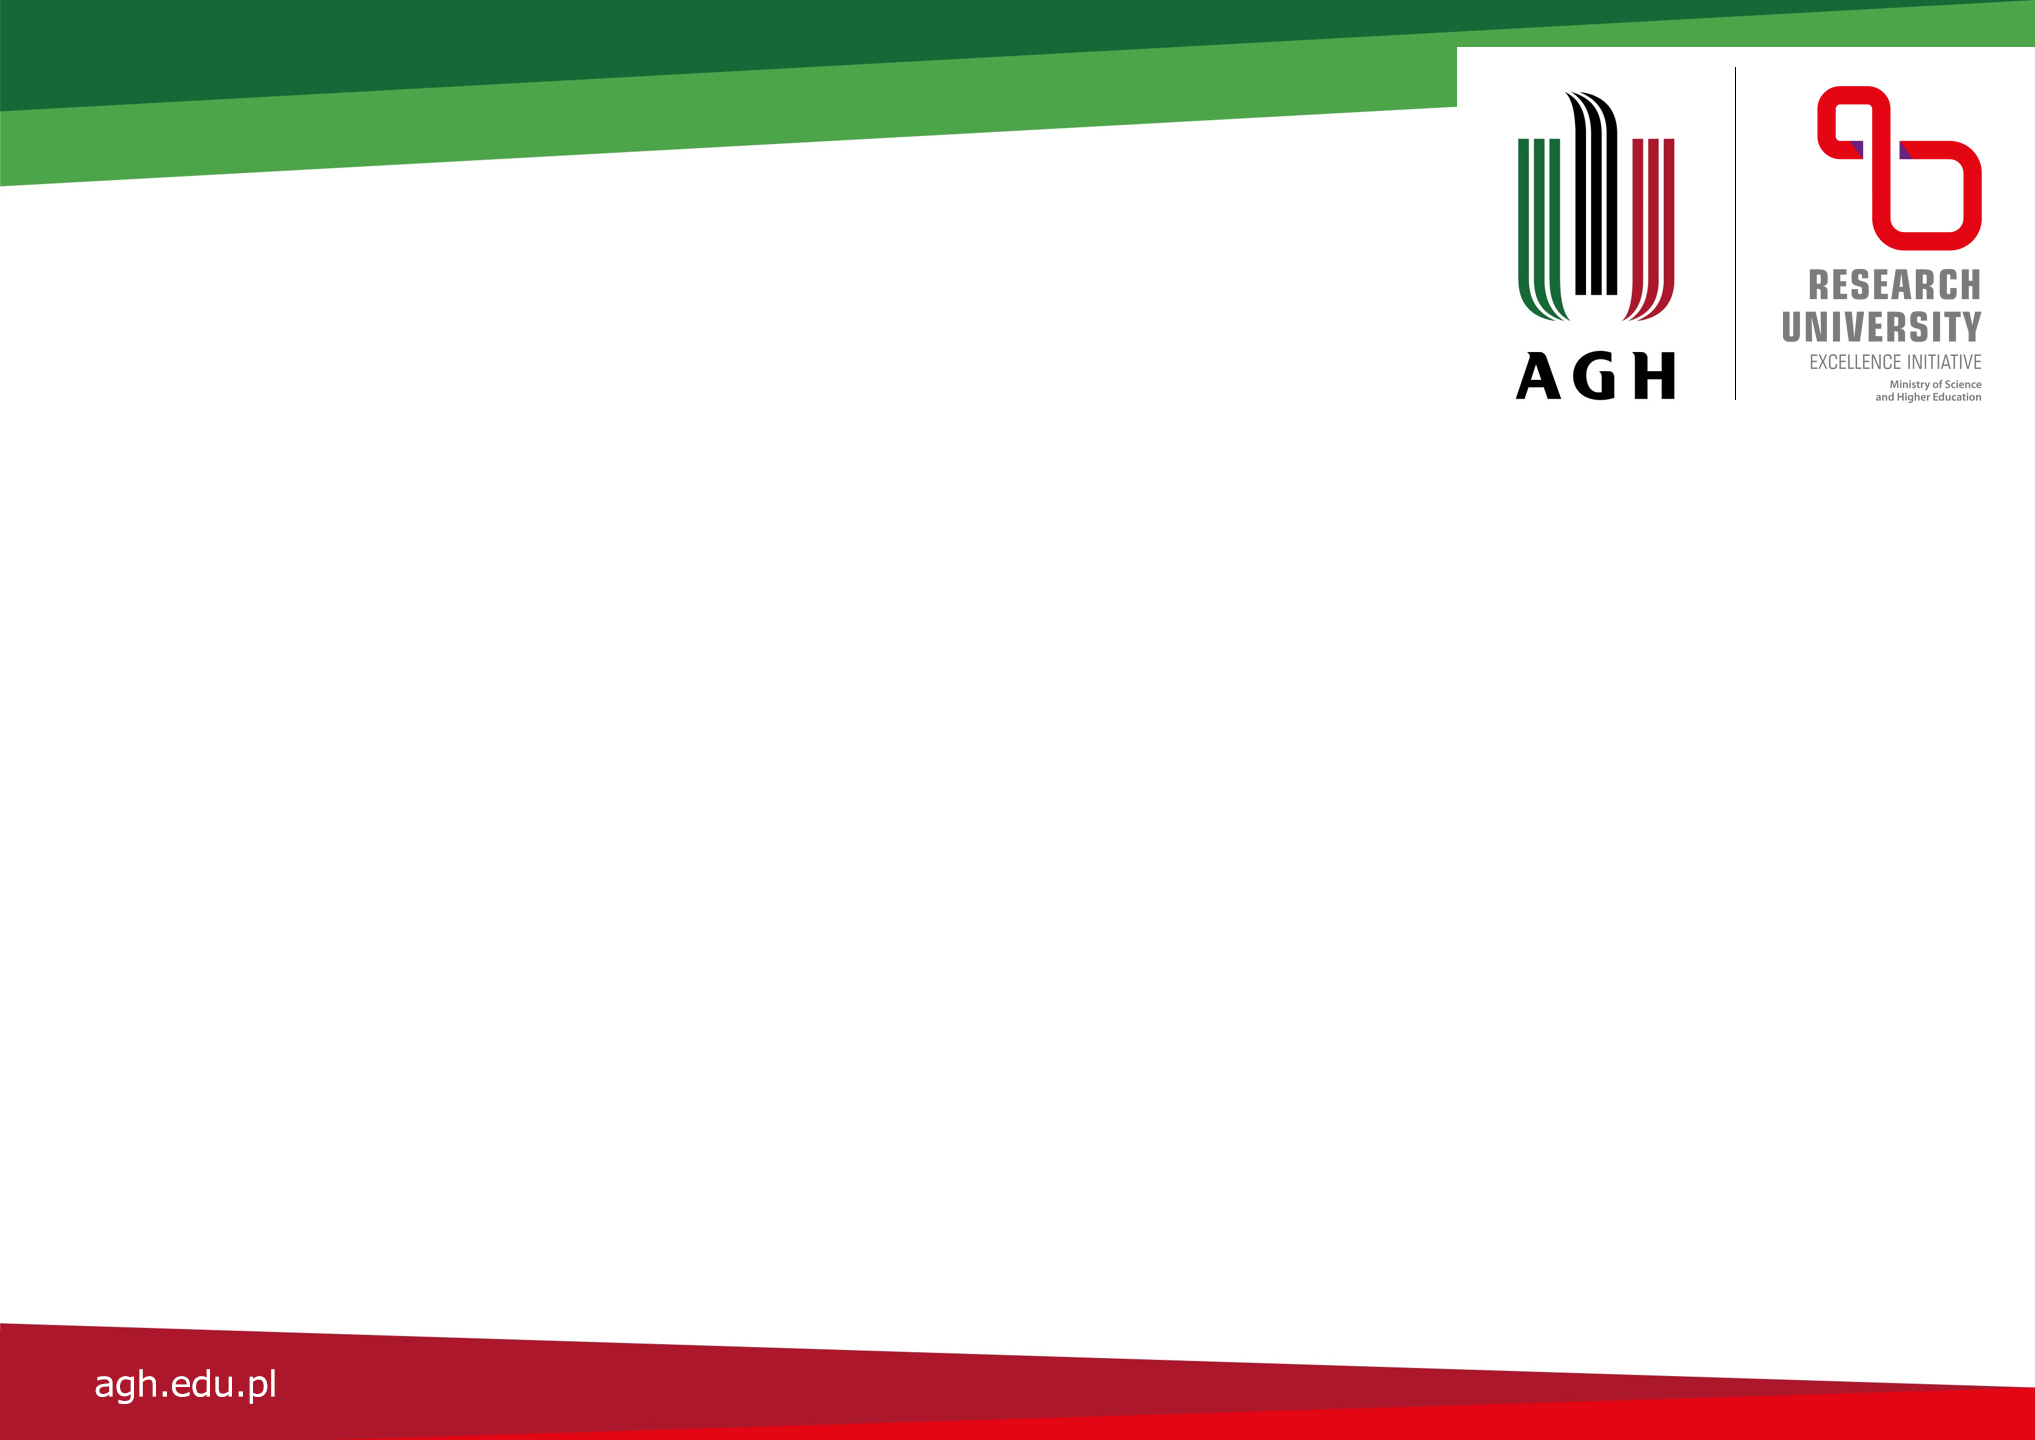 AGH
RESEARCH
UNIVERSITY
EXCELLENCE INITIATIVE
Ministry of Science
and Higher Education
agh.edu.pl